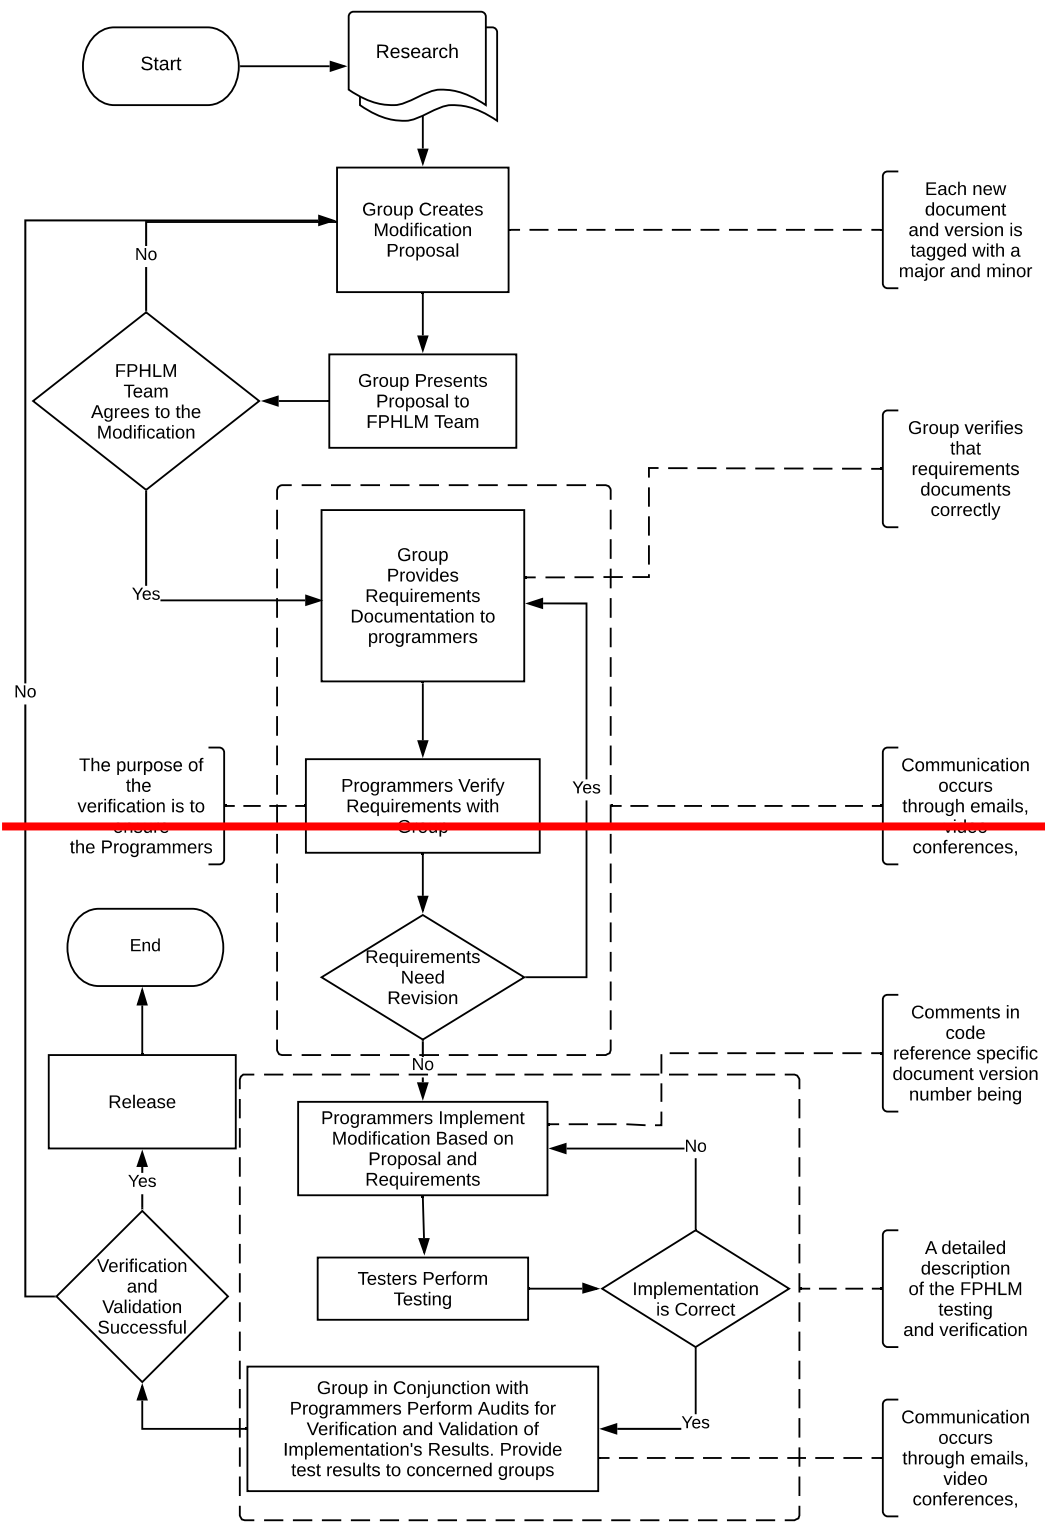 Start
Research
Group Creates
Modification
Proposal
Each new
document
and version is
tagged with a
major and minor
No
FPHLM
Team
Agrees to the
Modification
Group Presents
Proposal to
FPHLM Team
Group verifies
that
requirements
documents
correctly
Group
Provides
Requirements
Documentation to
programmers
Yes
No
The purpose of
the
verification is to
ensure
the Programmers
Programmers Verify
Requirements with
Group
Yes
Communication
occurs
through emails,
video
conferences,
End
Requirements
Need
Revision
No
Comments in
code
reference specific
document version
number being
Release
Programmers Implement
Modification Based on
Proposal and
Requirements
No
Yes
Verification
and
Validation
Successful
Testers Perform
Testing
Implementation
is Correct
A detailed
description
of the FPHLM
testing
and verification
Group in Conjunction with
Programmers Perform Audits for
Verification and Validation of
Implementation's Results. Provide
test results to concerned groups
Yes
Communication
occurs
through emails,
video
conferences,